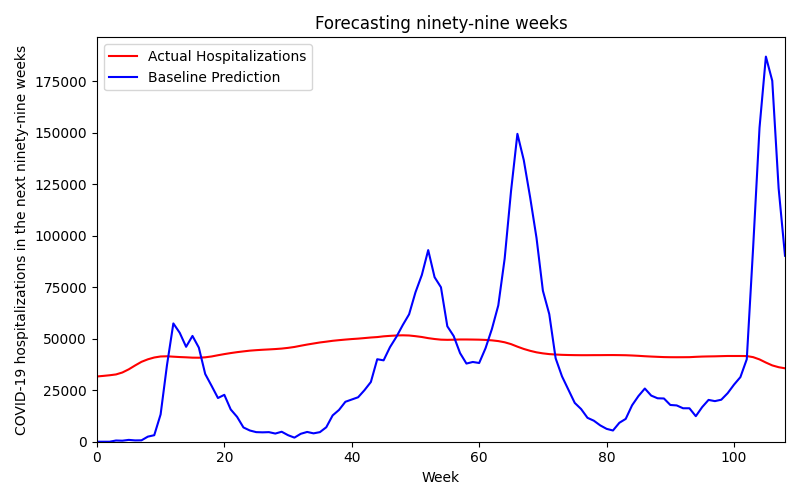 Forecasting ninety-nine weeks
Actual Hospitalizations
Baseline Prediction
COVID-19 hospitalizations in the next ninety-nine weeks
175000
150000
125000
100000
75000
50000
25000
0
0 20 40 60 80 100
Week